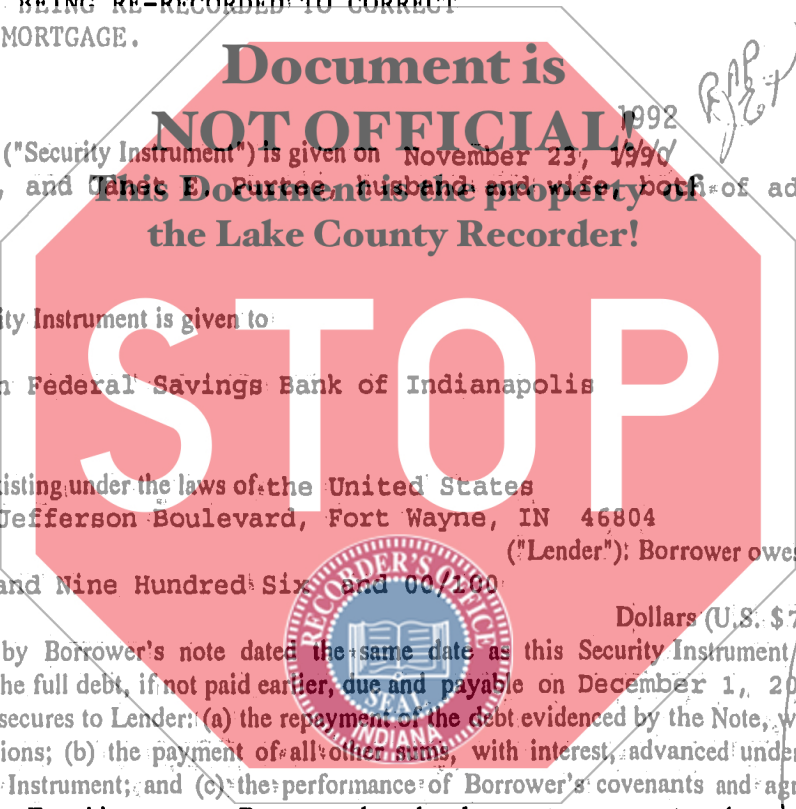 BEING RE-RECORDED TO CORRECT
MORTGAGE.
Document is
NOT OFFICIAL!
1992
("Security Instrument") is given on November 23, 1990
, and Janet E. Purtee, husband and wife, both of ad
This Document is the property of
the Lake County Recorder!
ity Instrument is given to
n Federal Savings Bank of Indianapolis
STOP
isting under the laws of the United States
Jefferson Boulevard, Fort Wayne, IN 46804
("Lender"). Borrower owes
and Nine Hundred Six and 00/100
Dollars (U.S. $7
by Borrower's note dated the same date as this Security Instrument
he full debt, if not paid earlier, due and payable on December 1, 20
secures to Lender: (a) the repayment of the debt evidenced by the Note, w
ions; (b) the payment of all other sums, with interest, advanced under
Instrument; and (c) the performance of Borrower's covenants and agr
RECORDER'S OFFICE
SEAL
INDIANA